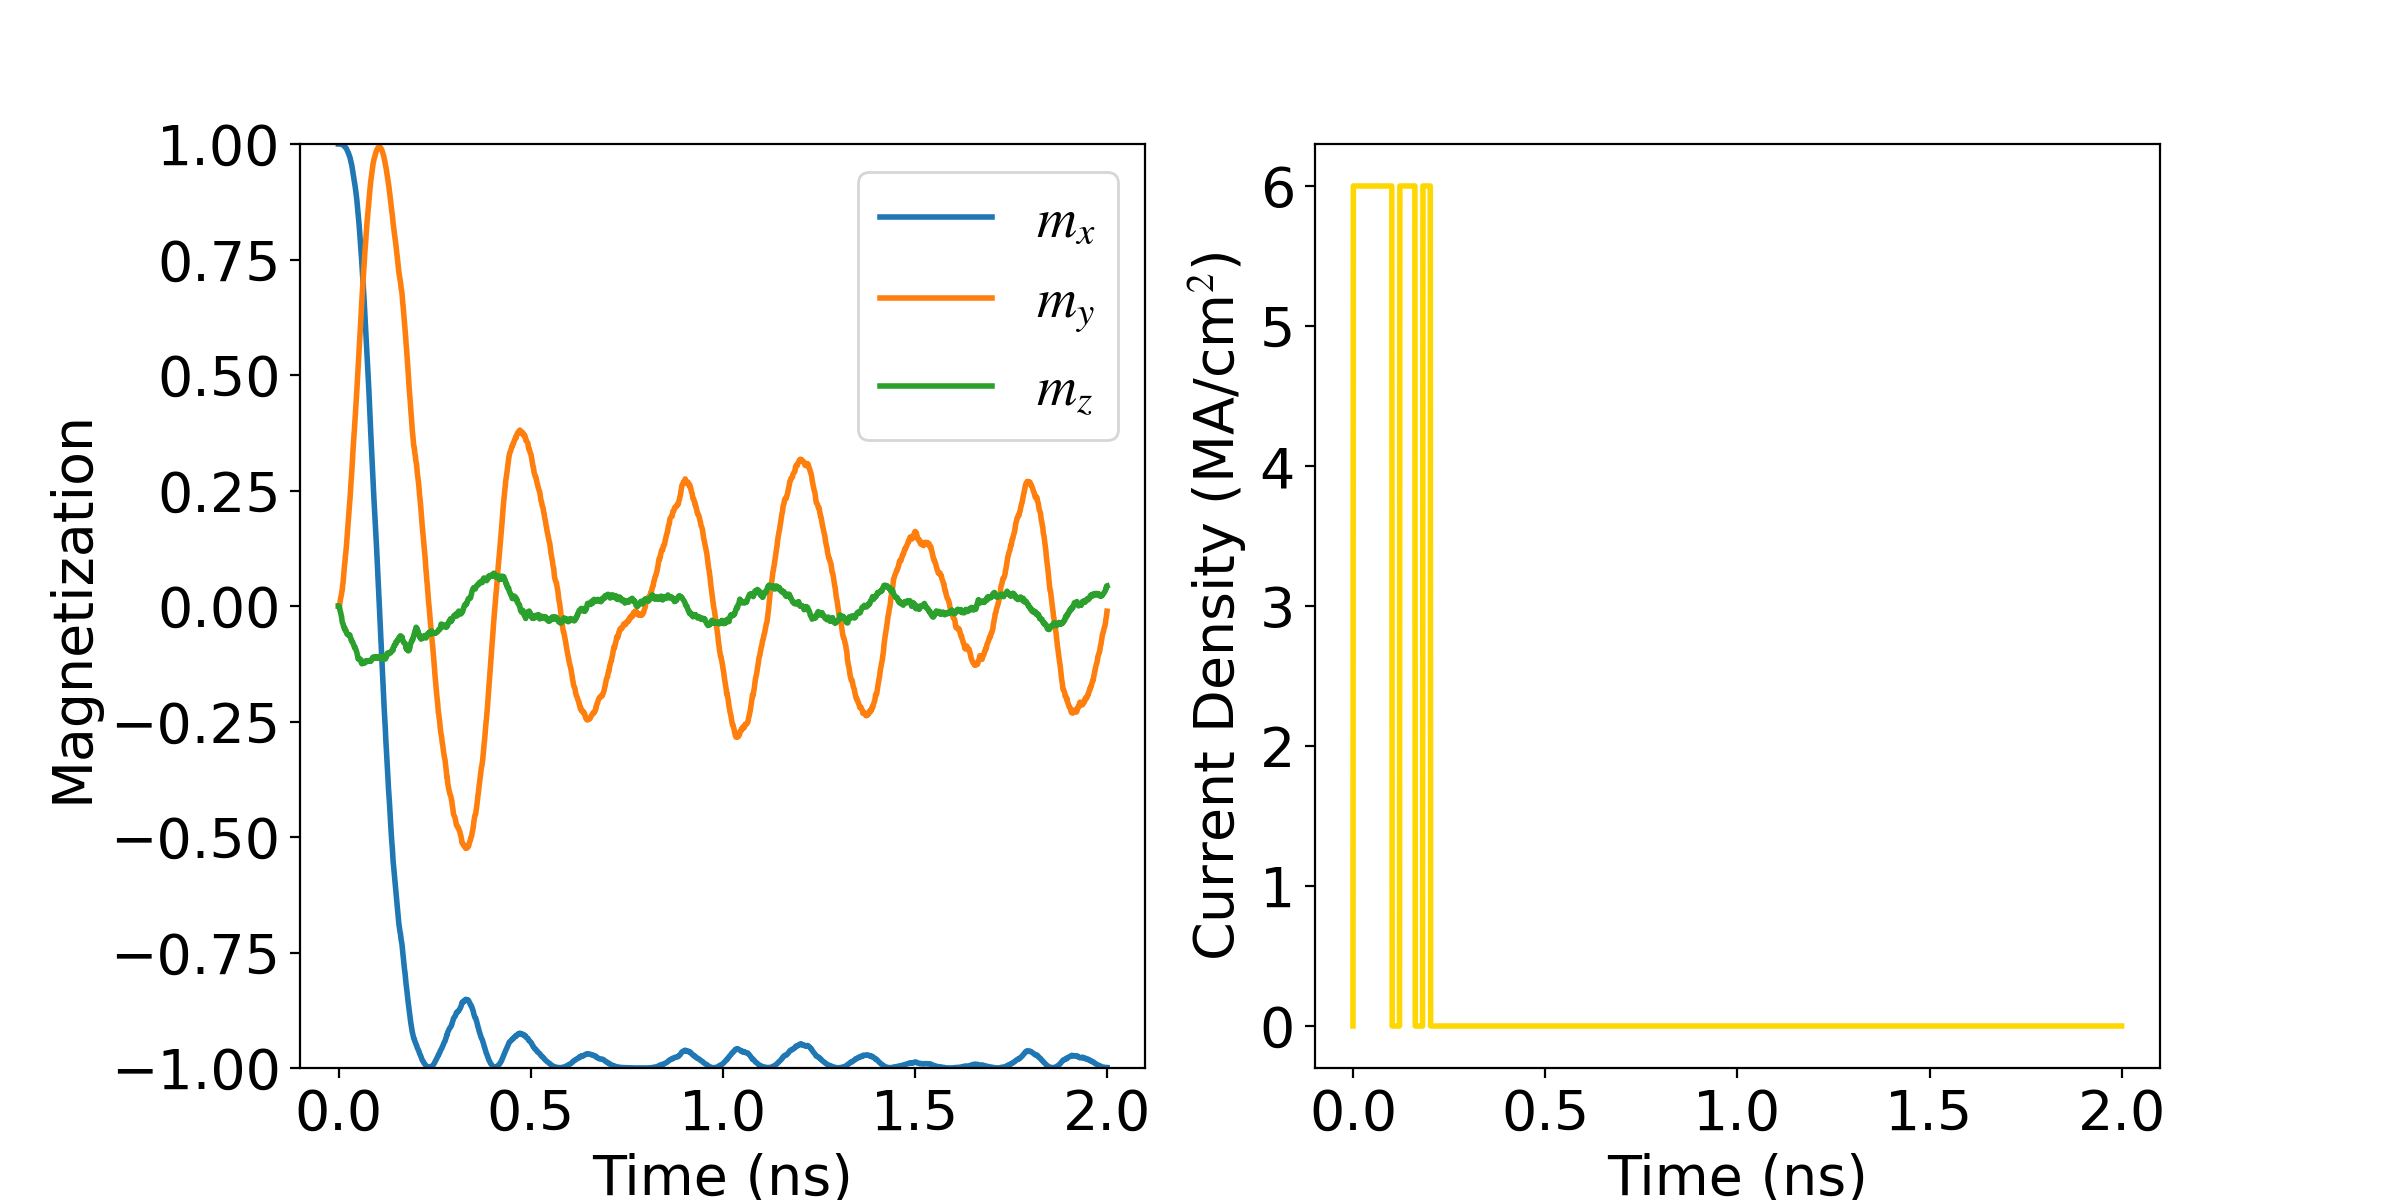 Magnetization
1.00
0.75
0.50
0.25
0.00
−0.25
−0.50
−0.75
−1.00
0.0 0.5 1.0 1.5 2.0
Time (ns)
m_x
m_y
m_z
Current Density (MA/cm²)
6
5
4
3
2
1
0
0.0 0.5 1.0 1.5 2.0
Time (ns)